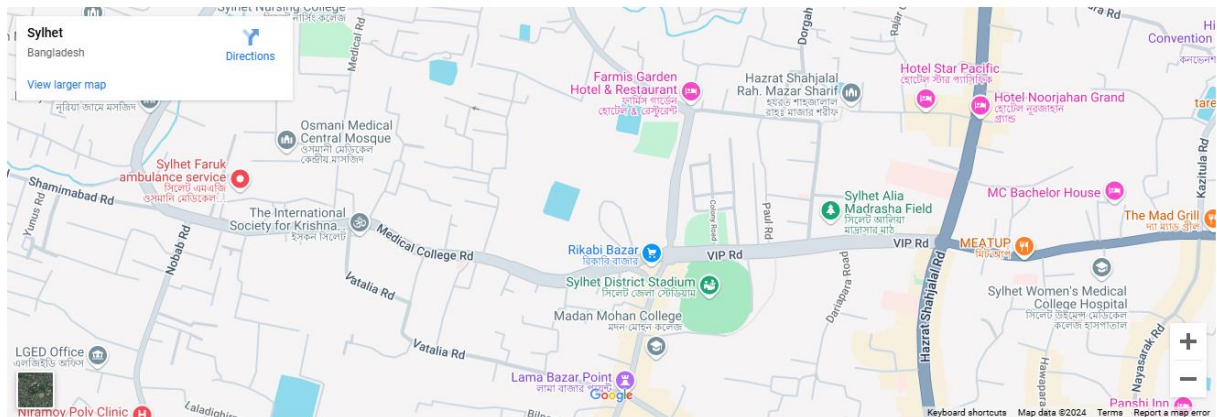 Sylhet Nursing College
Sylhet
Bangladesh
Directions
View larger map
নূরিয়া জামে মসজিদ
Medical Rd
Osmani Medical
Central Mosque
ওসমানী মেডিকেল
কেন্দ্রীয় মাসজিদ
Sylhet Faruk
ambulance service
সিলেট এমএজি
ওসমানি মেডিকেল...
Shamimabad Rd
Yunus Rd
Nobab Rd
The International
Society for Krishna...
ইসকন সিলেট
Medical College Rd
Vatalia Rd
Vatalia Rd
LGED Office
এলজিইডি অফিস
Niramoy Poly Clinic
Farmis Garden
Hotel & Restaurant
ফার্মিস গার্ডেন
হোটেল & রেস্টুরেন্ট
Hazrat Shahjalal
Rah. Mazar Sharif
হযরত শাহজালাল
রাহঃ মাজার শরীফ
Hotel Star Pacific
হোটেল স্টার প্যাসিফিক
Hotel Noorjahan Grand
হোটেল নূরজাহান
গ্র্যান্ড
MC Bachelor House
The Mad Grill
দ্যা ম্যাড গ্রীল
Kazitula Rd
Colony Road
Paul Rd
Sylhet Alia
Madrasha Field
সিলেট আলিয়া
মাদ্রাসার মাঠ
Rikabi Bazar
রিকাবি বাজার
VIP Rd
VIP Rd
MEATUP
মিট আপে
Sylhet District Stadium
সিলেট জেলা স্টেডিয়াম
Dariapara Road
Hazrat Shahjalal Rd
Sylhet Women's Medical
College Hospital
সিলেট উইমেন্স মেডিকেল
কলেজ হাসপাতাল
Madan Mohan College
মদন মোহন কলেজ
Lama Bazar Point
লামা বাজার পয়েন্ট
Google
Nayasarak Rd
Panshi Inn
Keyboard shortcuts
Map data ©2024
Terms
Report a map error